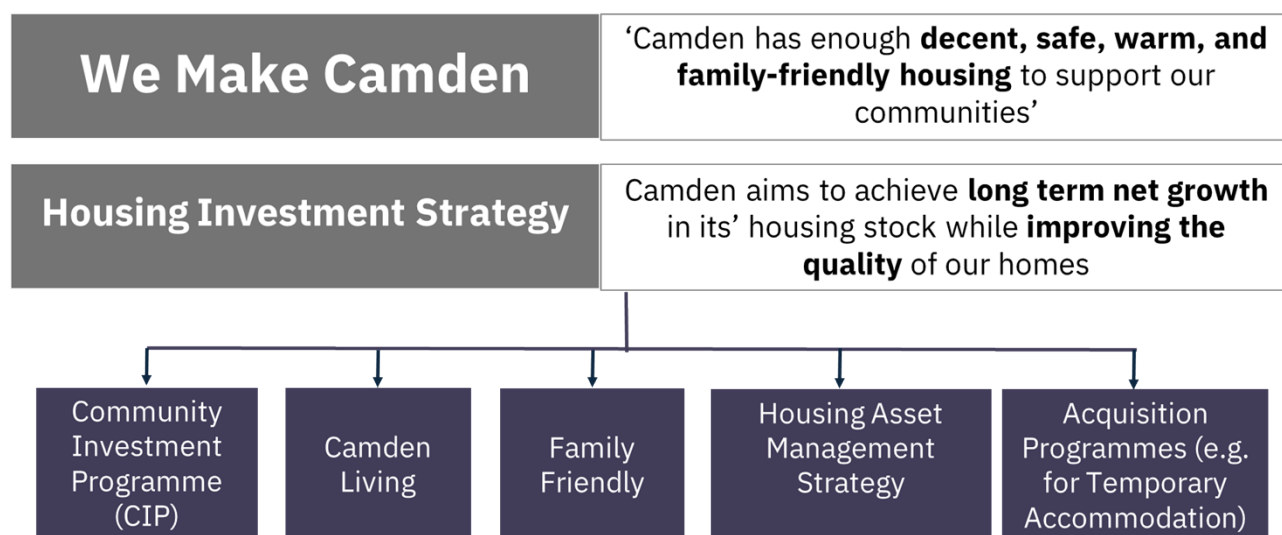 We Make Camden
‘Camden has enough decent, safe, warm, and
family-friendly housing to support our
communities’
Housing Investment Strategy
Camden aims to achieve long term net growth
in its’ housing stock while improving the
quality of our homes
Community
Investment
Programme
(CIP)
Camden
Living
Family
Friendly
Housing Asset
Management
Strategy
Acquisition
Programmes (e.g.
for Temporary
Accommodation)